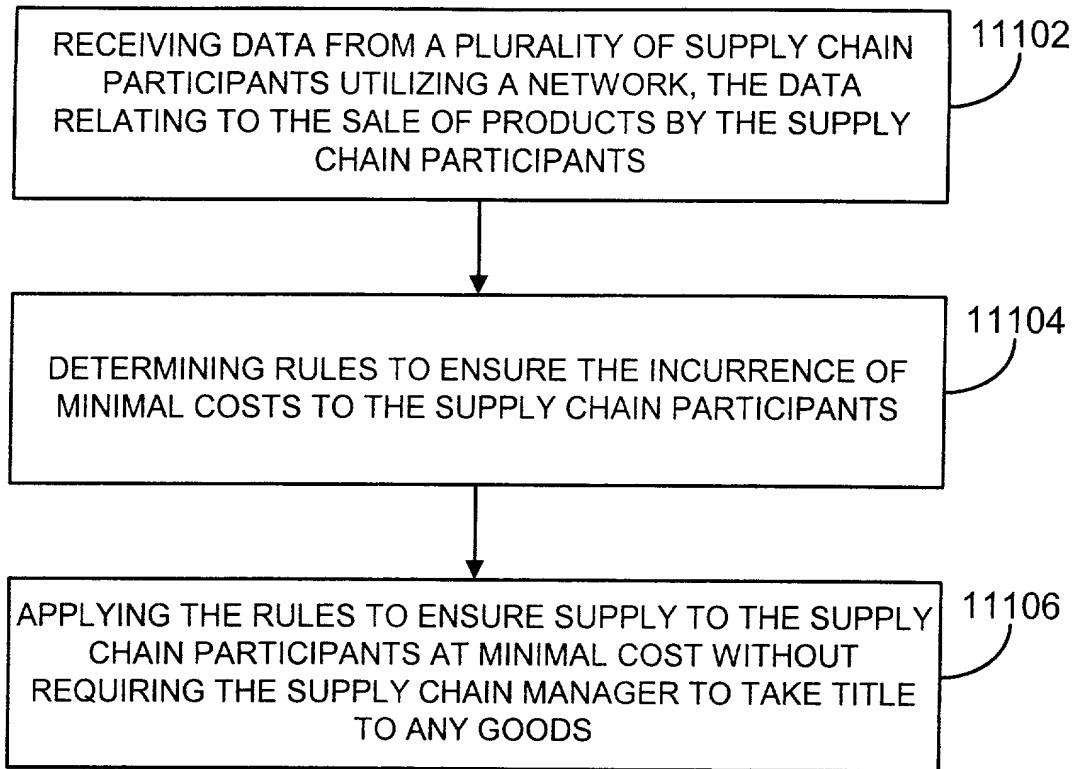 RECEIVING DATA FROM A PLURALITY OF SUPPLY CHAIN
PARTICIPANTS UTILIZING A NETWORK, THE DATA
RELATING TO THE SALE OF PRODUCTS BY THE SUPPLY
CHAIN PARTICIPANTS
11102
DETERMINING RULES TO ENSURE THE INCURRENCE OF
MINIMAL COSTS TO THE SUPPLY CHAIN PARTICIPANTS
11104
APPLYING THE RULES TO ENSURE SUPPLY TO THE SUPPLY
CHAIN PARTICIPANTS AT MINIMAL COST WITHOUT
REQUIRING THE SUPPLY CHAIN MANAGER TO TAKE TITLE
TO ANY GOODS
11106